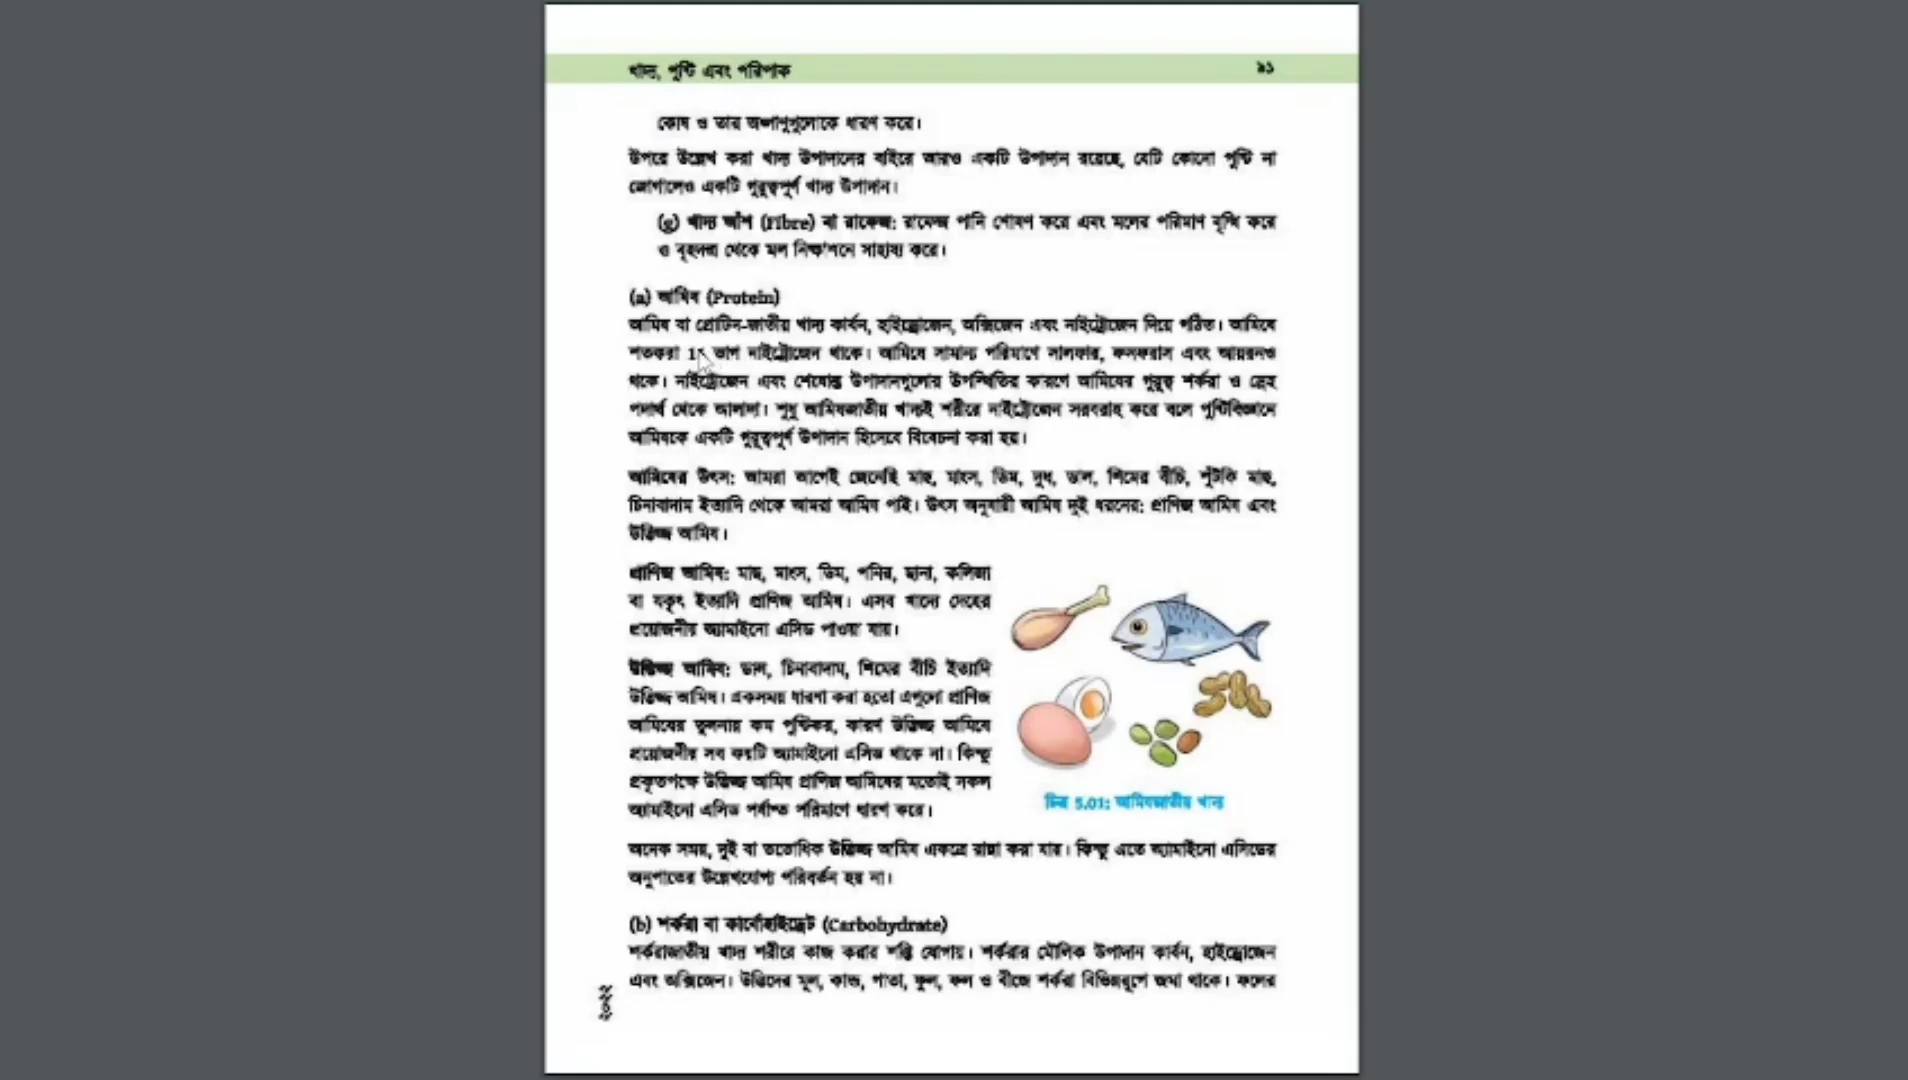 খাদ্য, পুষ্টি এবং পরিপাক
৯১
কোষ ও তার অঙ্গাণুগুলোকে ধারণ করে।
উপরে উল্লেখ করা খাদ্য উপাদানের বাইরে আরও একটি উপাদান রয়েছে, যেটি কোনো পুষ্টি না
জোগালেও একটি গুরুত্বপূর্ণ খাদ্য উপাদান।
(g) খাদ্য আঁশ (Fibre) বা রাফেজ: রাফেজ পানি শোষণ করে এবং মলের পরিমাণ বৃদ্ধি করে
ও বৃহদন্ত্র থেকে মল নিষ্কাশনে সাহায্য করে।
(a) আমিষ (Protein)
আমিষ বা প্রোটিন-জাতীয় খাদ্য কার্বন, হাইড্রোজেন, অক্সিজেন এবং নাইট্রোজেন দিয়ে গঠিত। আমিষে
শতকরা ভাগ নাইট্রোজেন থাকে। আমিষে সামান্য পরিমাণে সালফার, ফসফরাস এবং আয়রনও
থাকে। নাইট্রোজেন এবং শেষোক্ত উপাদানগুলোর উপস্থিতির কারণে আমিষের গুরুত্ব শর্করা ও স্নেহ
পদার্থ থেকে আলাদা। শুধু আমিষজাতীয় খাদ্যই শরীরে নাইট্রোজেন সরবরাহ করে বলে পুষ্টিবিজ্ঞানে
আমিষকে একটি গুরুত্বপূর্ণ উপাদান হিসেবে বিবেচনা করা হয়।
আমিষের উৎস: আমরা আগেই জেনেছি মাছ, মাংস, ডিম, দুধ, ডাল, শিমের বীচি, শুঁটকি মাছ,
চিনাবাদাম ইত্যাদি থেকে আমরা আমিষ পাই। উৎস অনুযায়ী আমিষ দুই ধরনের: প্রাণিজ আমিষ এবং
উদ্ভিজ্জ আমিষ।
প্রাণিজ আমিষ: মাছ, মাংস, ডিম, পনির, ছানা, কলিজা
বা যকৃৎ ইত্যাদি প্রাণিজ আমিষ। এসব খাদ্যে দেহের
প্রয়োজনীয় অ্যামাইনো এসিড পাওয়া যায়।
উদ্ভিজ্জ আমিষ: ডাল, চিনাবাদাম, শিমের বীচি ইত্যাদি
উদ্ভিজ্জ আমিষ। একসময় ধারণা করা হতো এগুলো প্রাণিজ
আমিষের তুলনায় কম পুষ্টিকর, কারণ উদ্ভিজ্জ আমিষে
প্রয়োজনীয় সব কয়টি অ্যামাইনো এসিড থাকে না। কিন্তু
প্রকৃতপক্ষে উদ্ভিজ্জ আমিষ প্রাণিজ আমিষের মতোই সকল
অ্যামাইনো এসিড পর্যাপ্ত পরিমাণে ধারণ করে।
চিত্র 5.01: আমিষজাতীয় খাদ্য
অনেক সময়, দুই বা ততোধিক উদ্ভিজ্জ আমিষ একত্রে রান্না করা যায়। কিন্তু এতে অ্যামাইনো এসিডের
অনুপাতের উল্লেখযোগ্য পরিবর্তন হয় না।
(b) শর্করা বা কার্বোহাইড্রেট (Carbohydrate)
শর্করাজাতীয় খাদ্য শরীরে কাজ করার শক্তি যোগায়। শর্করার মৌলিক উপাদান কার্বন, হাইড্রোজেন
এবং অক্সিজেন। উদ্ভিদের মূল, কাণ্ড, পাতা, ফুল, ফল ও বীজে শর্করা বিভিন্নরূপে জমা থাকে। ফলের